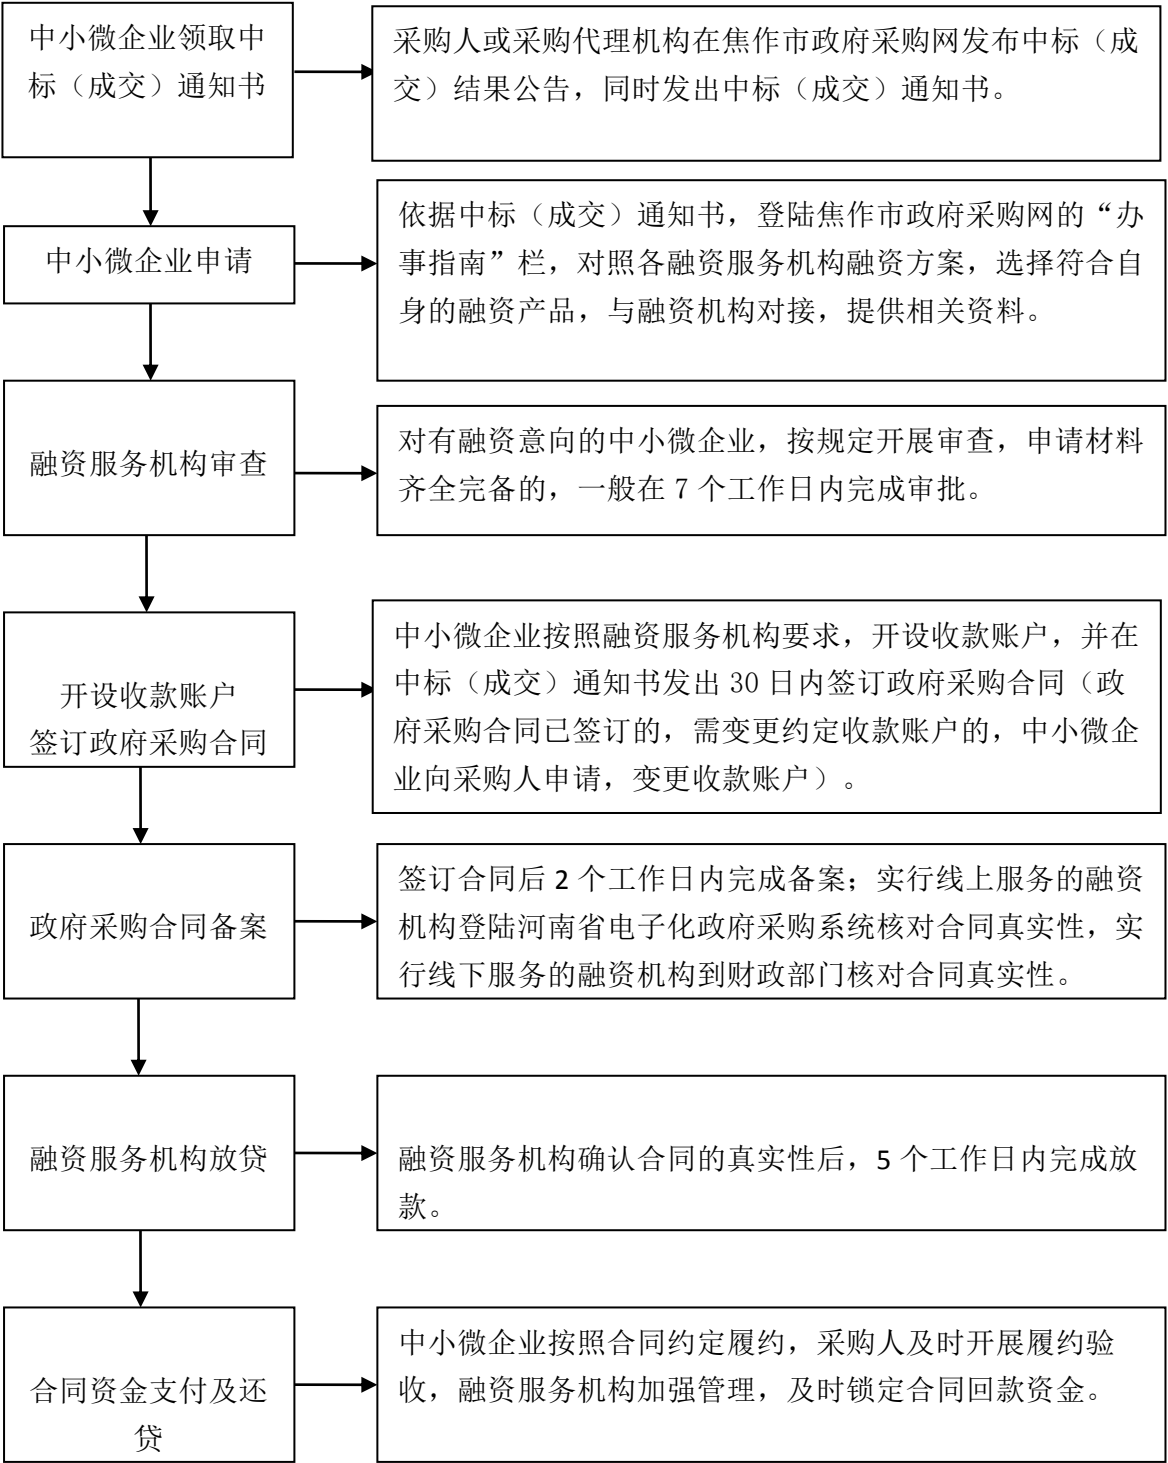 中小微企业领取中
标（成交）通知书
采购人或采购代理机构在焦作市政府采购网发布中标（成
交）结果公告，同时发出中标（成交）通知书。
中小微企业申请
依据中标（成交）通知书，登陆焦作市政府采购网的“办
事指南”栏，对照各融资服务机构融资方案，选择符合自
身的融资产品，与融资机构对接，提供相关资料。
融资服务机构审查
对有融资意向的中小微企业，按规定开展审查，申请材料
齐全完备的，一般在 7 个工作日内完成审批。
开设收款账户
签订政府采购合同
中小微企业按照融资服务机构要求，开设收款账户，并在
中标（成交）通知书发出 30 日内签订政府采购合同（政
府采购合同已签订的，需变更约定收款账户的，中小微企
业向采购人申请，变更收款账户）。
政府采购合同备案
签订合同后 2 个工作日内完成备案；实行线上服务的融资
机构登陆河南省电子化政府采购系统核对合同真实性，实
行线下服务的融资机构到财政部门核对合同真实性。
融资服务机构放贷
融资服务机构确认合同的真实性后，5 个工作日内完成放
款。
合同资金支付及还
贷
中小微企业按照合同约定履约，采购人及时开展履约验
收，融资服务机构加强管理，及时锁定合同回款资金。